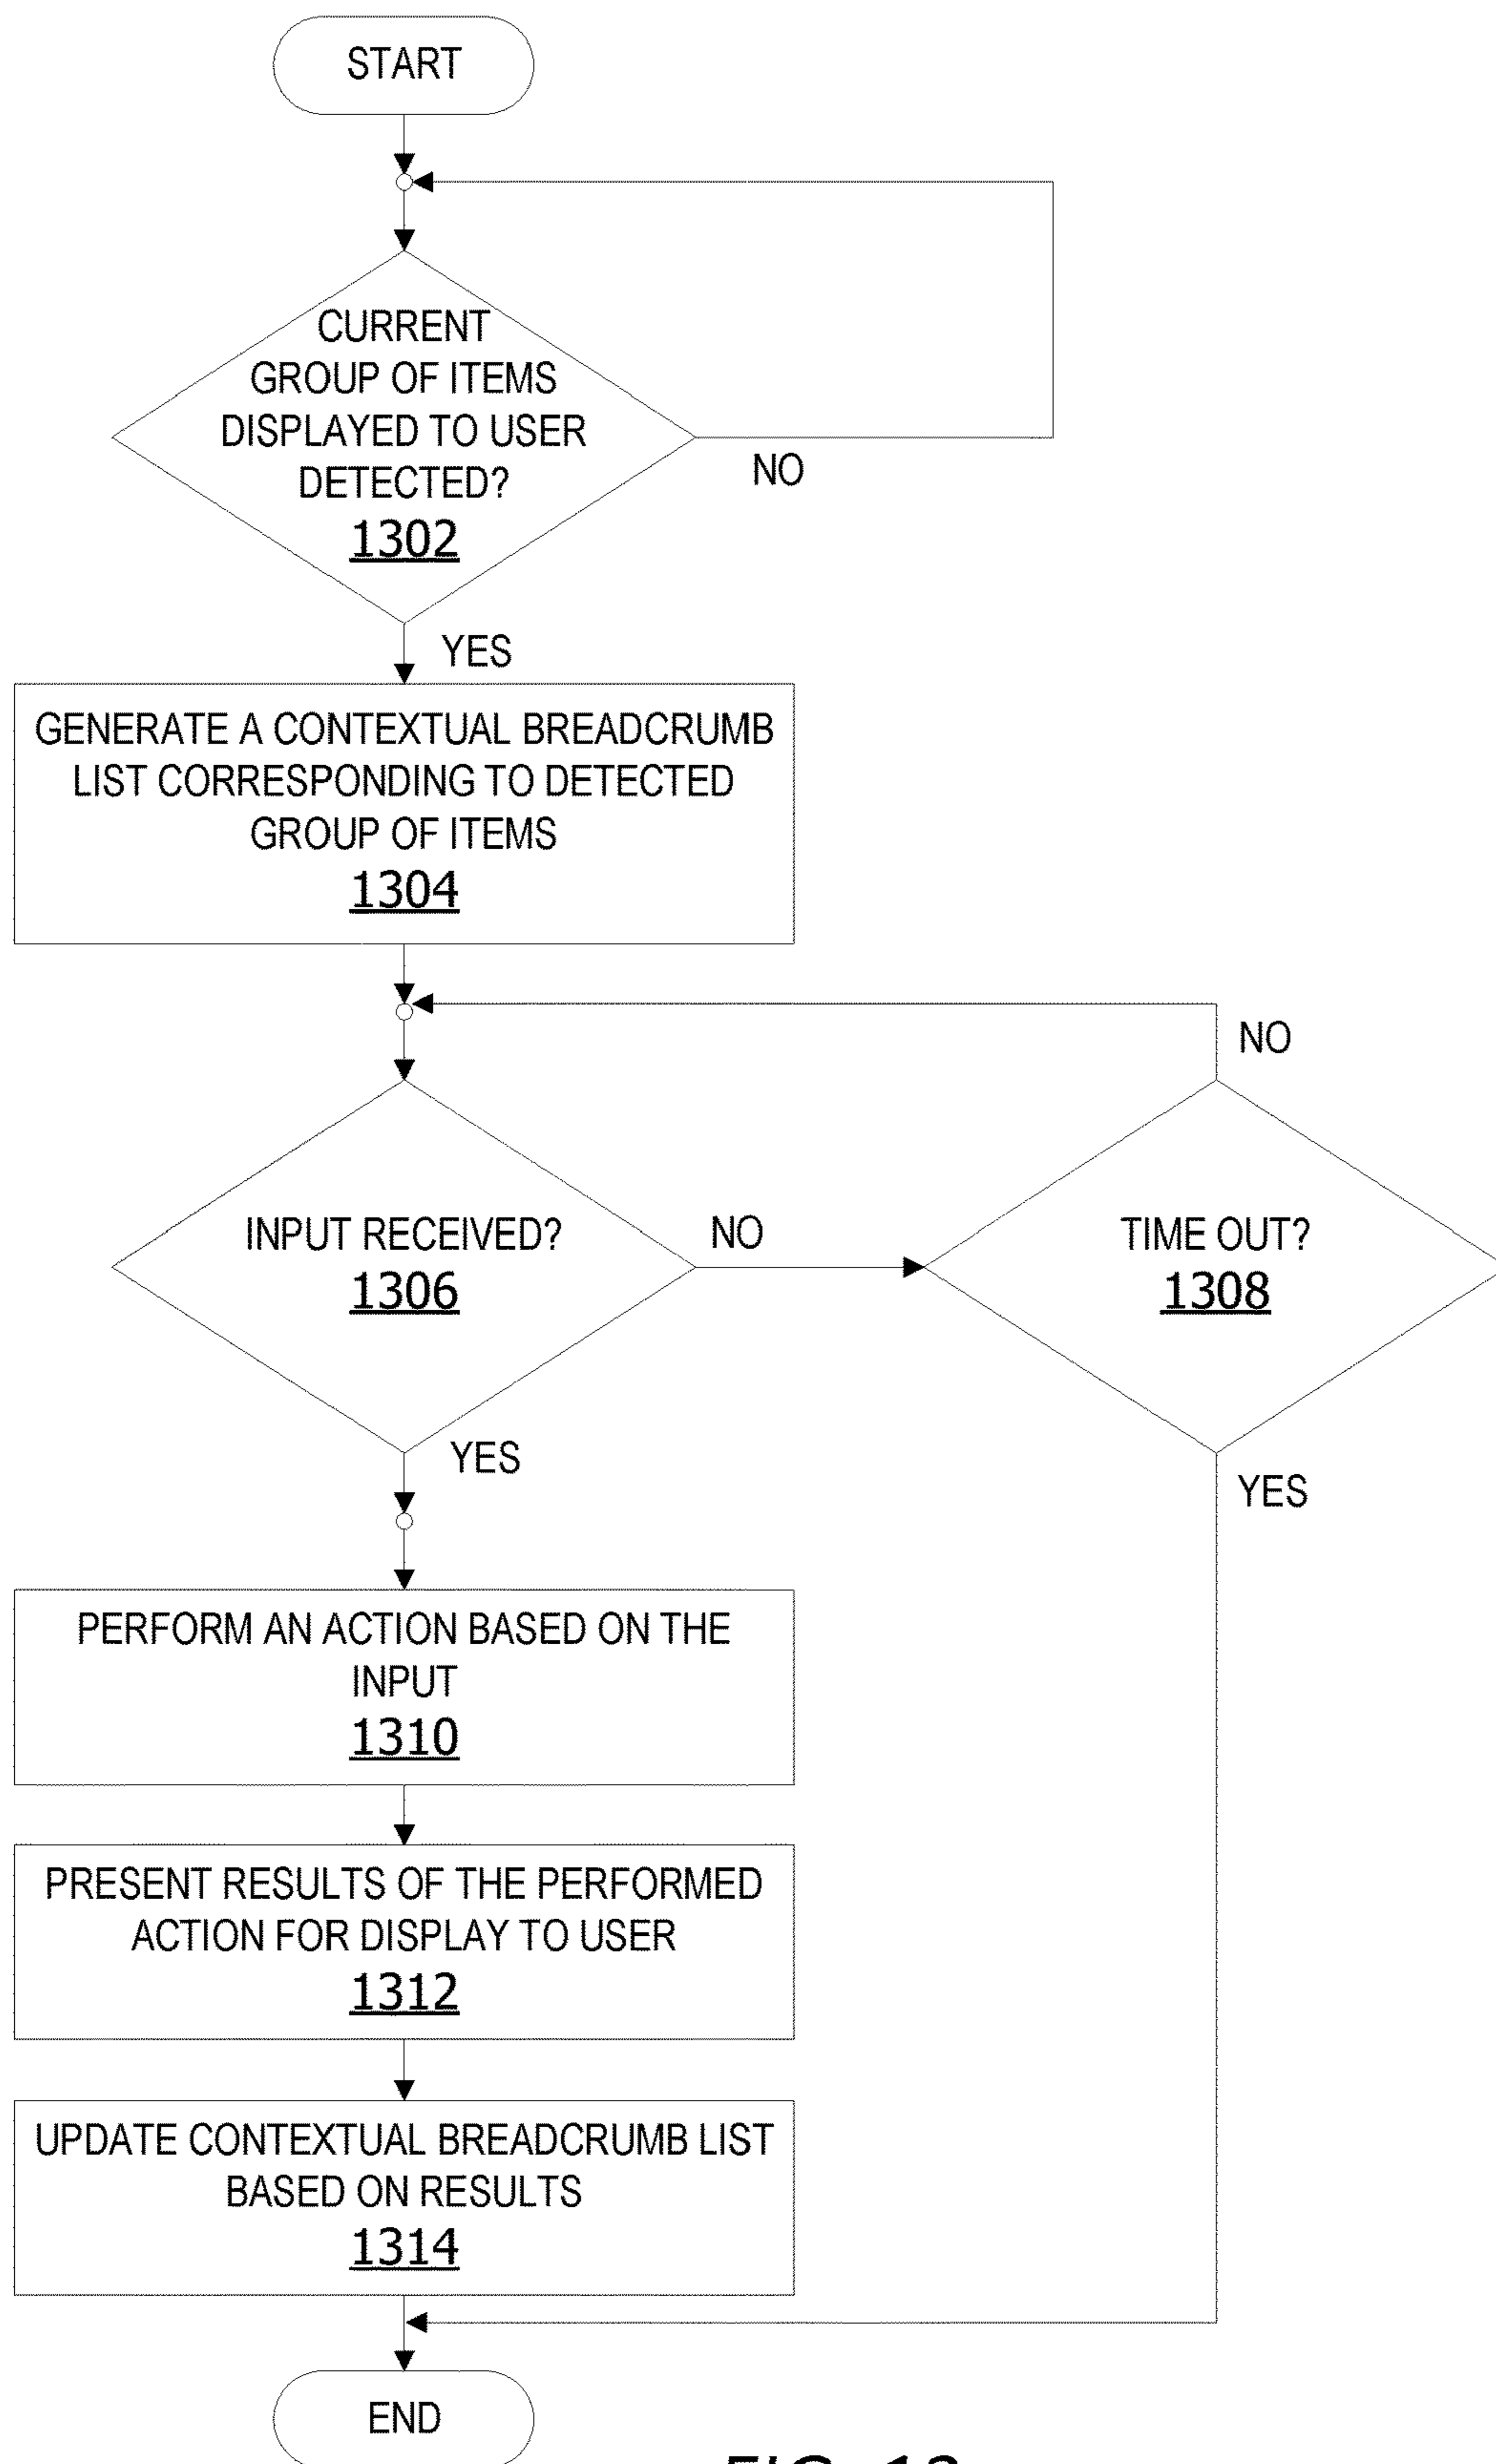 START
CURRENT
GROUP OF ITEMS
DISPLAYED TO USER
DETECTED?
1302
NO
YES
GENERATE A CONTEXTUAL BREADCRUMB
LIST CORRESPONDING TO DETECTED
GROUP OF ITEMS
1304
NO
INPUT RECEIVED?
1306
NO
TIME OUT?
1308
YES
YES
PERFORM AN ACTION BASED ON THE
INPUT
1310
PRESENT RESULTS OF THE PERFORMED
ACTION FOR DISPLAY TO USER
1312
UPDATE CONTEXTUAL BREADCRUMB LIST
BASED ON RESULTS
1314
END